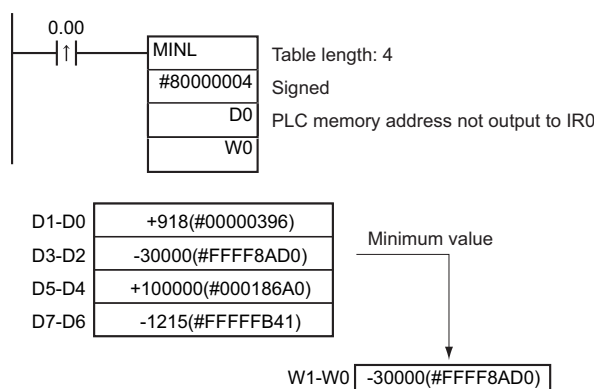 0.00
↑
MINL
Table length: 4
#80000004
Signed
D0
PLC memory address not output to IR0
W0
D1-D0 +918(#00000396)
D3-D2 -30000(#FFFF8AD0)
Minimum value
D5-D4 +100000(#000186A0)
D7-D6 -1215(#FFFFFB41)
W1-W0 -30000(#FFFF8AD0)